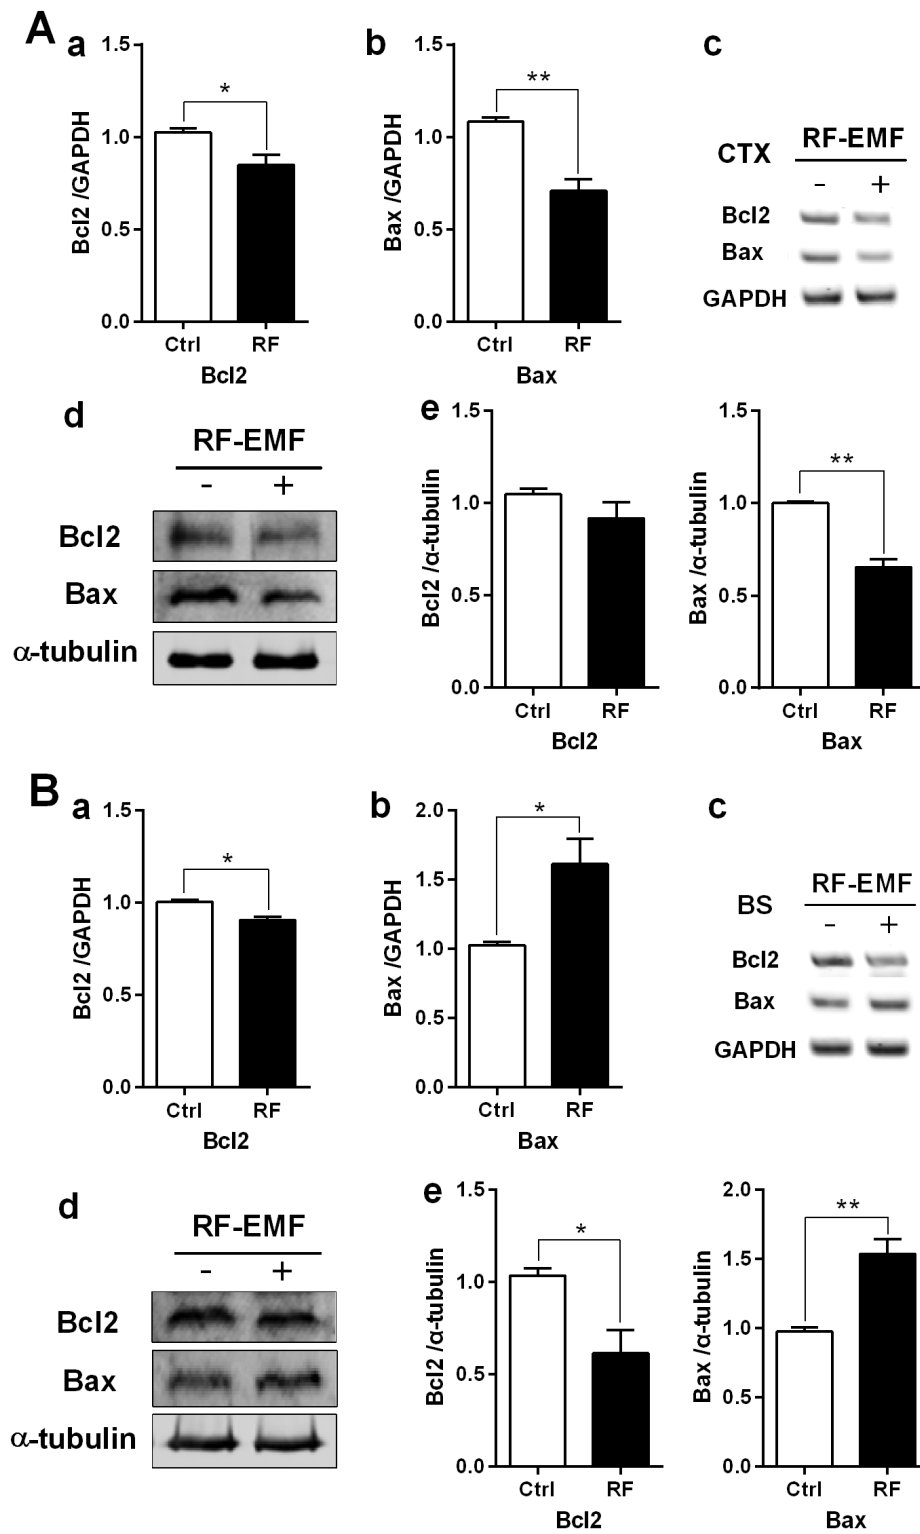 A
a
1.5
1.0
0.5
0.0
Bcl2 /GAPDH
*
Ctrl RF
Bcl2
b
1.5
1.0
0.5
0.0
Bax /GAPDH
**
Ctrl RF
Bax
c
CTX
RF-EMF
- +
Bcl2
Bax
GAPDH
d
RF-EMF
- +
Bcl2
Bax
α-tubulin
e
1.5
1.0
0.5
0.0
Bcl2 /α-tubulin
Ctrl RF
Bcl2
1.5
1.0
0.5
0.0
Bax /α-tubulin
**
Ctrl RF
Bax
B
a
1.5
1.0
0.5
0.0
Bcl2 /GAPDH
*
Ctrl RF
Bcl2
b
2.0
1.5
1.0
0.5
0.0
Bax /GAPDH
*
Ctrl RF
Bax
c
BS
RF-EMF
- +
Bcl2
Bax
GAPDH
d
RF-EMF
- +
Bcl2
Bax
α-tubulin
e
1.5
1.0
0.5
0.0
Bcl2 /α-tubulin
*
Ctrl RF
Bcl2
2.0
1.5
1.0
0.5
0.0
Bax /α-tubulin
**
Ctrl RF
Bax